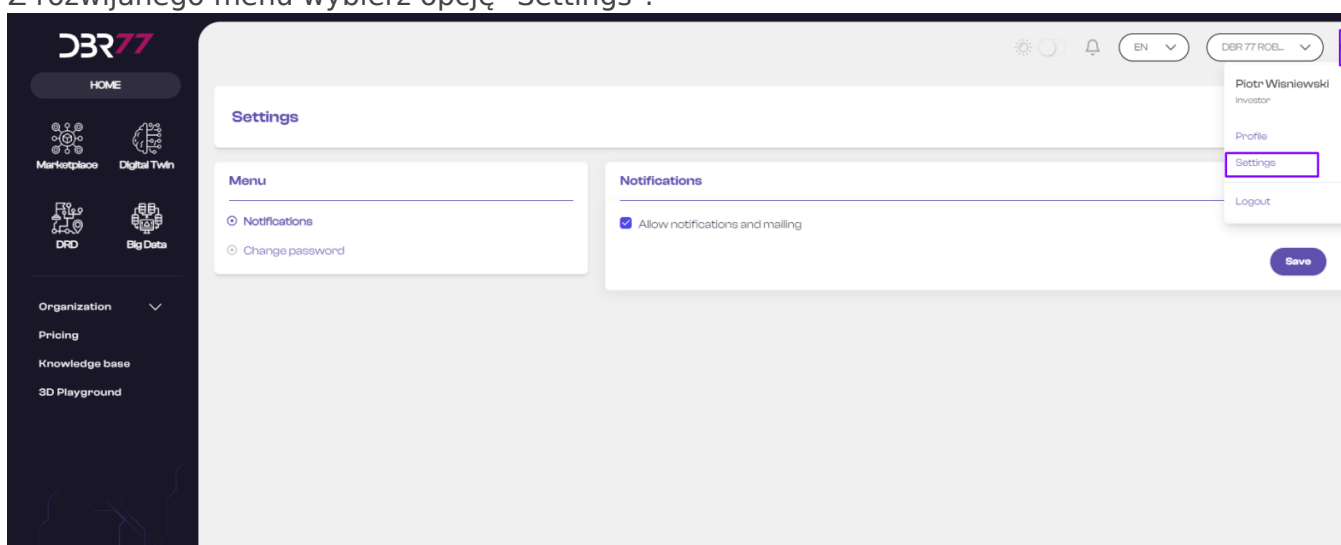 Z rozwijanego menu wybierz opcję "Settings".
DBR77
HOME
Marketplace
Digital Twin
DRD
Big Data
Organization
Pricing
Knowledge base
3D Playground
EN
DBR 77 ROB...
Piotr Wisniewski
Investor
Profile
Settings
Logout
Settings
Menu
Notifications
Change password
Notifications
Allow notifications and mailing
Save